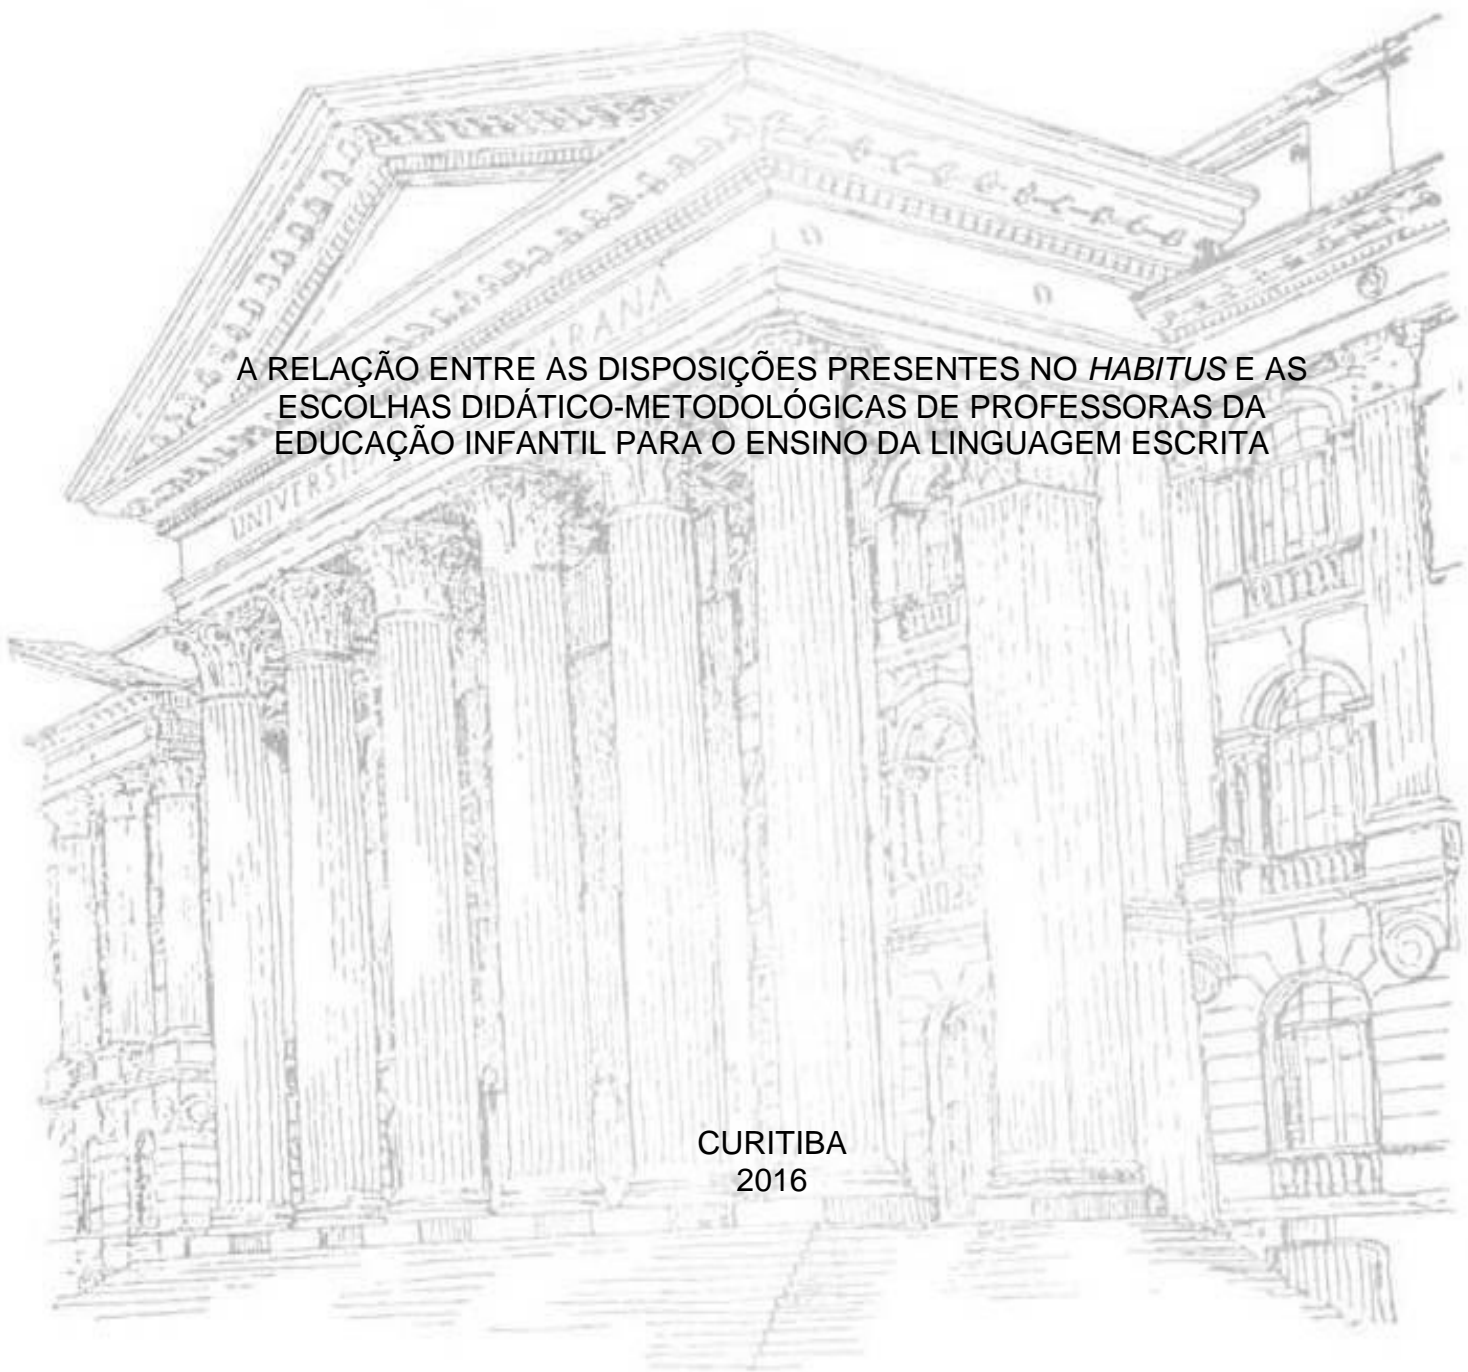 A RELAÇÃO ENTRE AS DISPOSIÇÕES PRESENTES NO HABITUS E AS
ESCOLHAS DIDÁTICO-METODOLÓGICAS DE PROFESSORAS DA
EDUCAÇÃO INFANTIL PARA O ENSINO DA LINGUAGEM ESCRITA
CURITIBA
2016